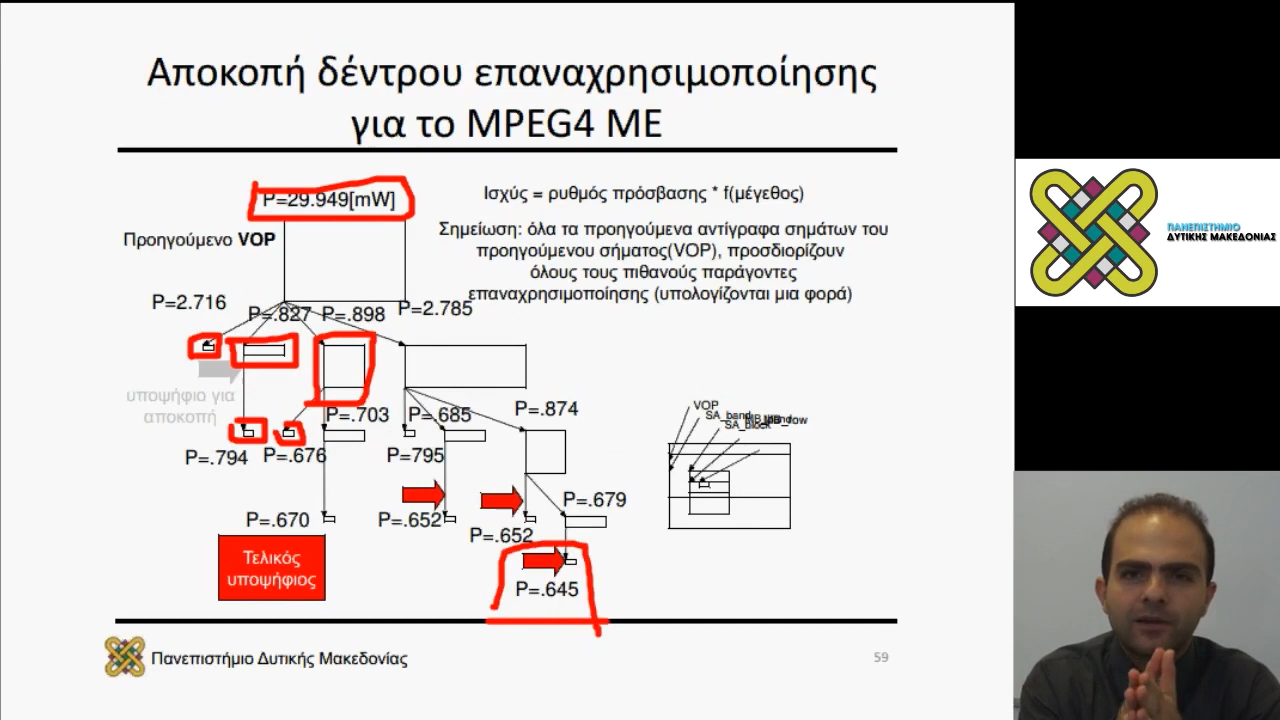 Αποκοπή δέντρου επαναχρησιμοποίησης
για το MPEG4 ME
P=29.949[mW]
Ισχύς = ρυθμός πρόσβασης * f(μέγεθος)
Προηγούμενο VOP
Σημείωση: όλα τα προηγούμενα αντίγραφα σημάτων του
προηγούμενου σήματος(VOP), προσδιορίζουν
όλους τους πιθανούς παράγοντες
επαναχρησιμοποίησης (υπολογίζονται μια φορά)
P=2.716
P=.827
P=.898
P=2.785
υποψήφιο για
αποκοπή
P=.703
P=.685
P=.874
P=.794
P=.676
P=795
P=.679
P=.670
P=.652
P=.652
P=.645
Τελικός
υποψήφιος
VOP
SA_band
SA_block
Πανεπιστήμιο Δυτικής Μακεδονίας
59
ΠΑΝΕΠΙΣΤΗΜΙΟ
ΔΥΤΙΚΗΣ ΜΑΚΕΔΟΝΙΑΣ